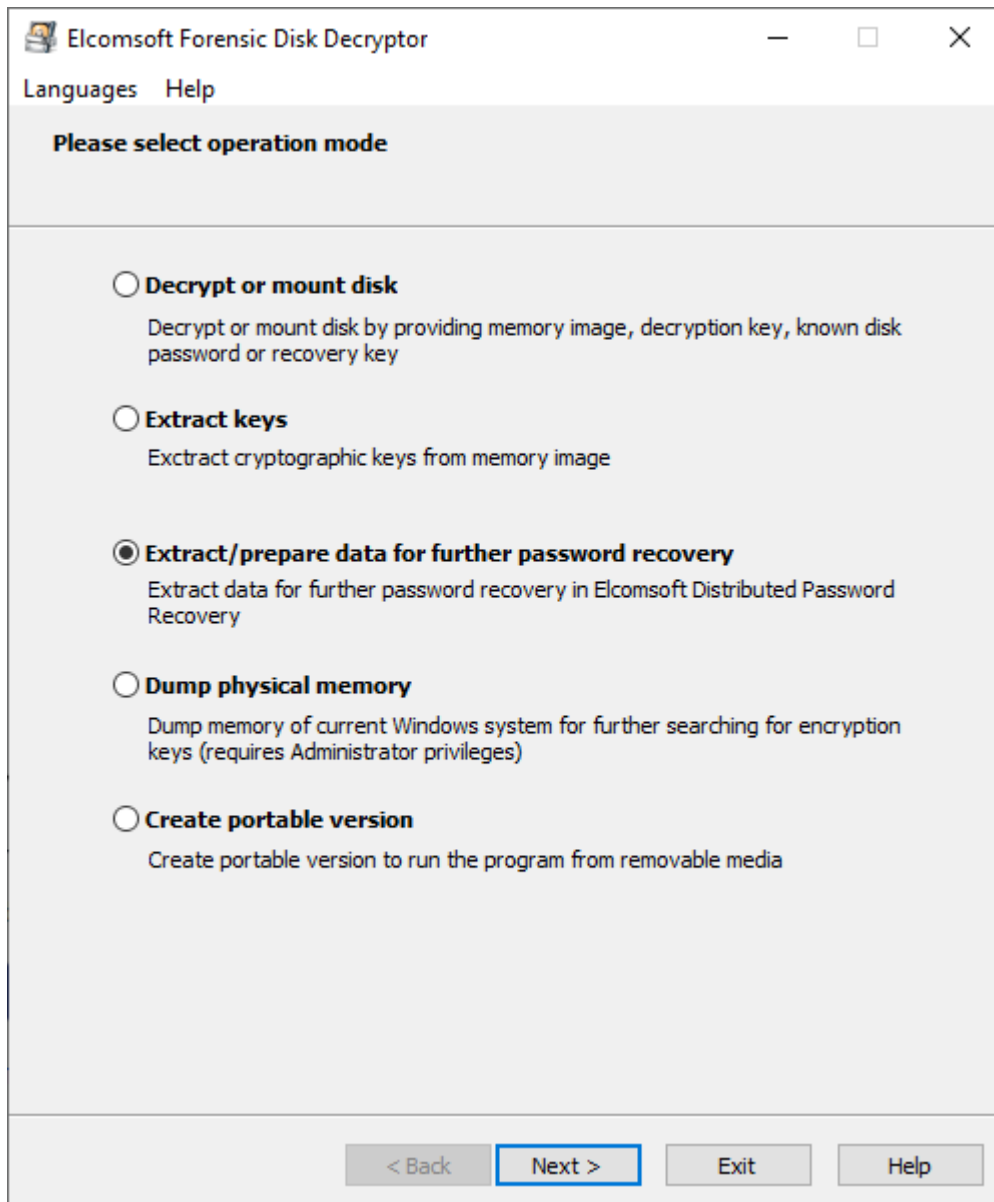 Elcomsoft Forensic Disk Decryptor
Languages Help
Please select operation mode
Decrypt or mount disk
Decrypt or mount disk by providing memory image, decryption key, known disk
password or recovery key
Extract keys
Exctract cryptographic keys from memory image
Extract/prepare data for further password recovery
Extract data for further password recovery in Elcomsoft Distributed Password
Recovery
Dump physical memory
Dump memory of current Windows system for further searching for encryption
keys (requires Administrator privileges)
Create portable version
Create portable version to run the program from removable media
< Back Next > Exit Help